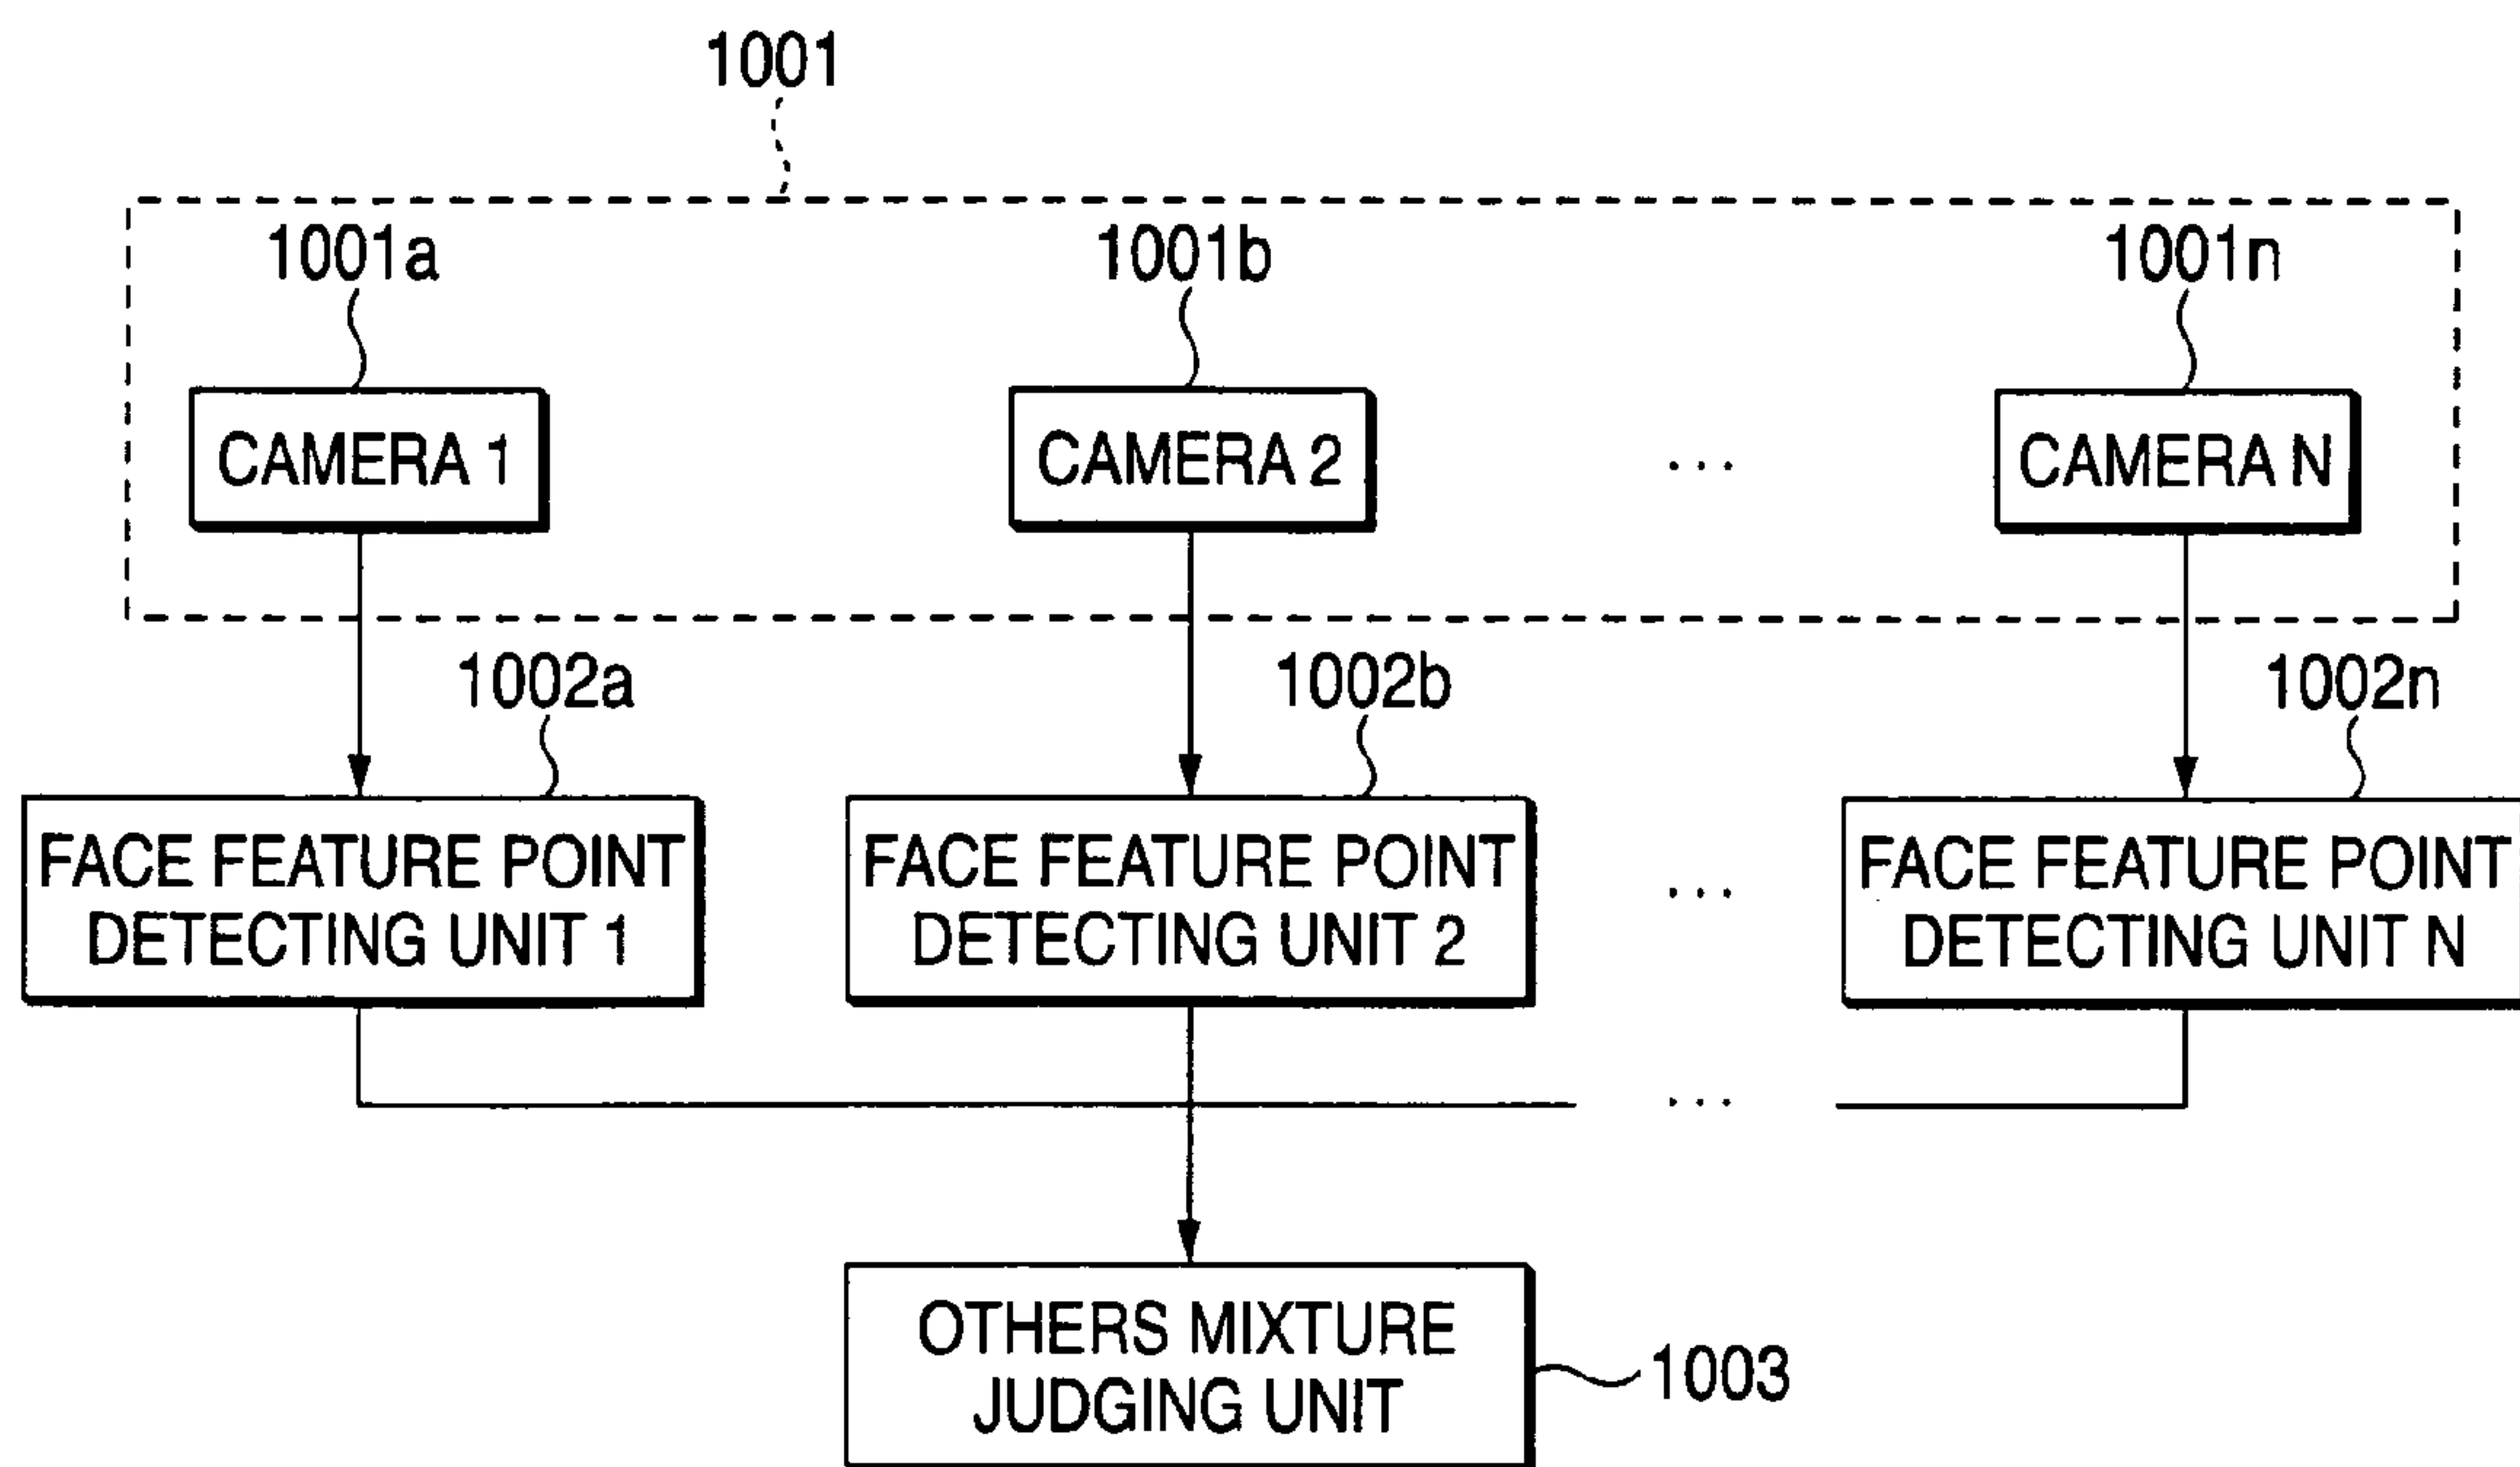 1001
1001a 1001b 1001n
CAMERA 1 CAMERA 2 ... CAMERA N
1002a 1002b 1002n
FACE FEATURE POINT
DETECTING UNIT 1
FACE FEATURE POINT
DETECTING UNIT 2
...
FACE FEATURE POINT
DETECTING UNIT N
...
OTHERS MIXTURE
JUDGING UNIT
1003